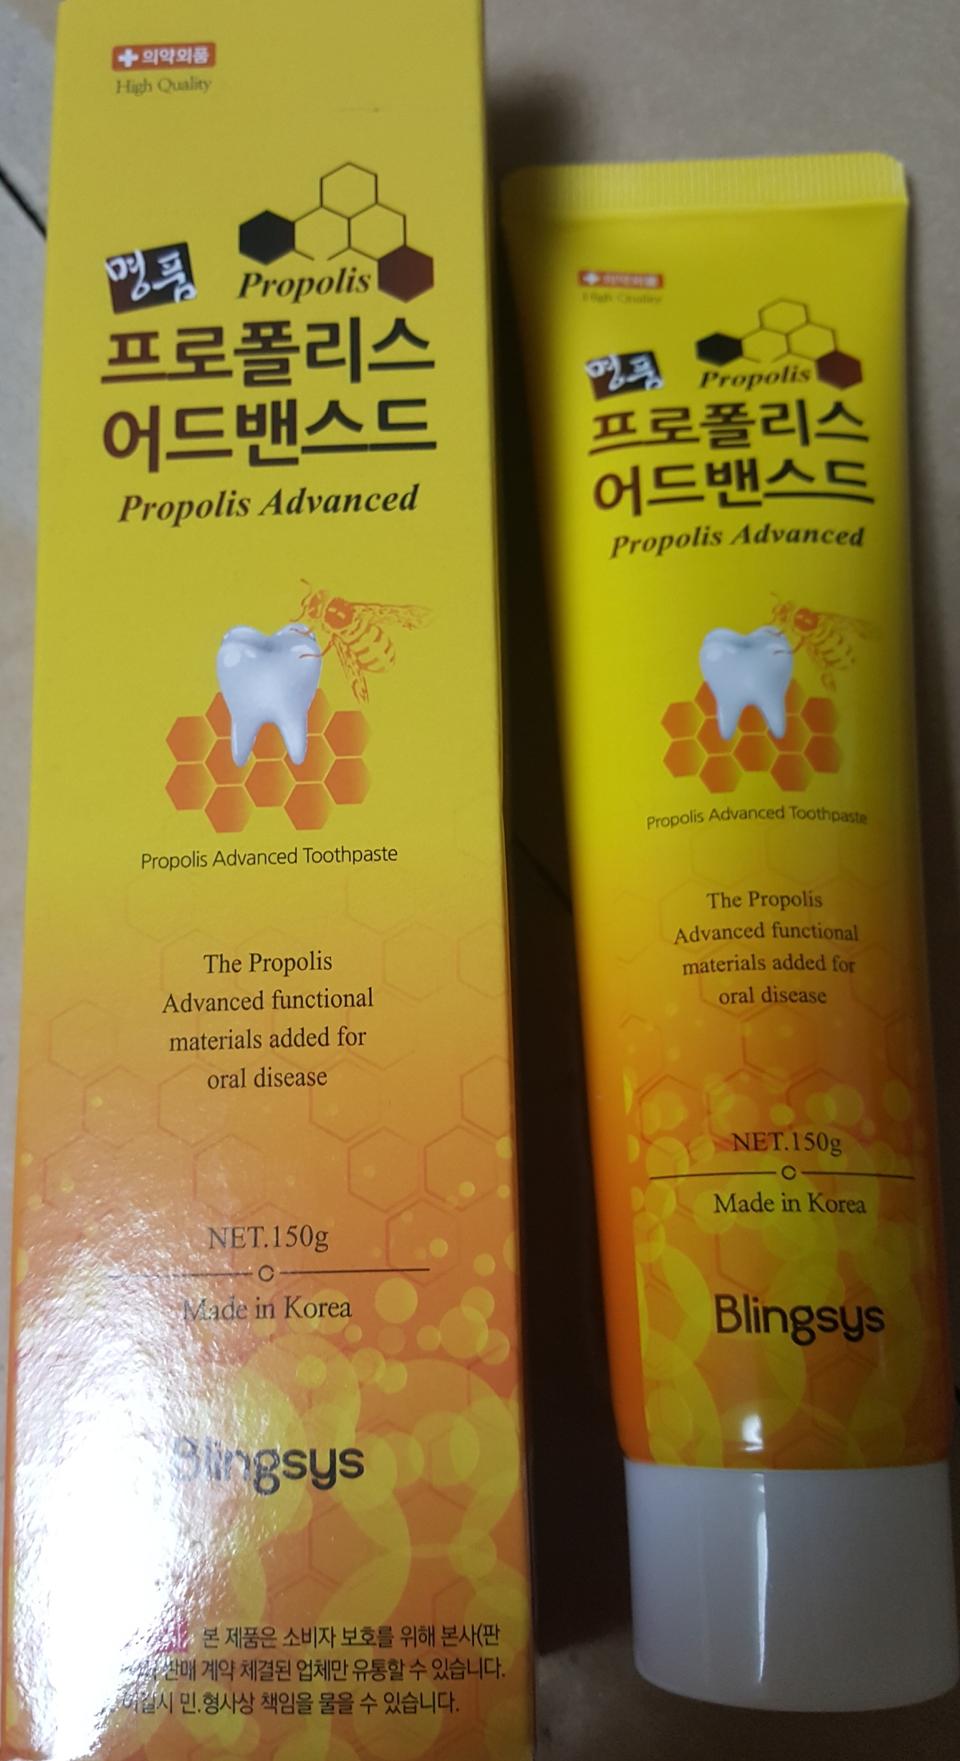 의약외품
High Quality
명품
Propolis
프로폴리스
어드밴스드
Propolis Advanced
Propolis Advanced Toothpaste
The Propolis
Advanced functional
materials added for
oral disease
NET.150g
Made in Korea
Blingsys
본 제품은 소비자 보호를 위해 본사(판
판매 계약 체결된 업체만 유통할 수 있습니다.
민.형사상 책임을 물을 수 있습니다.
의약외품
High Quality
명품
Propolis
프로폴리스
어드밴스드
Propolis Advanced
Propolis Advanced Toothpaste
The Propolis
Advanced functional
materials added for
oral disease
NET.150g
Made in Korea
Blingsys